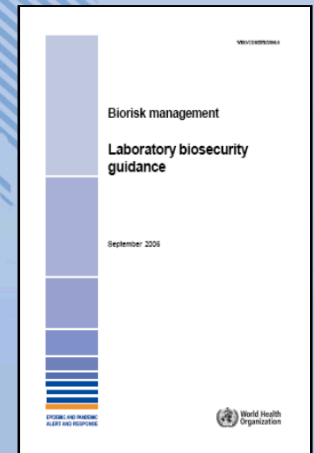 Biorisk management
Laboratory biosecurity
guidance
September 2006
EPIDEMIC AND PANDEMIC
ALERT AND RESPONSE
World Health
Organization